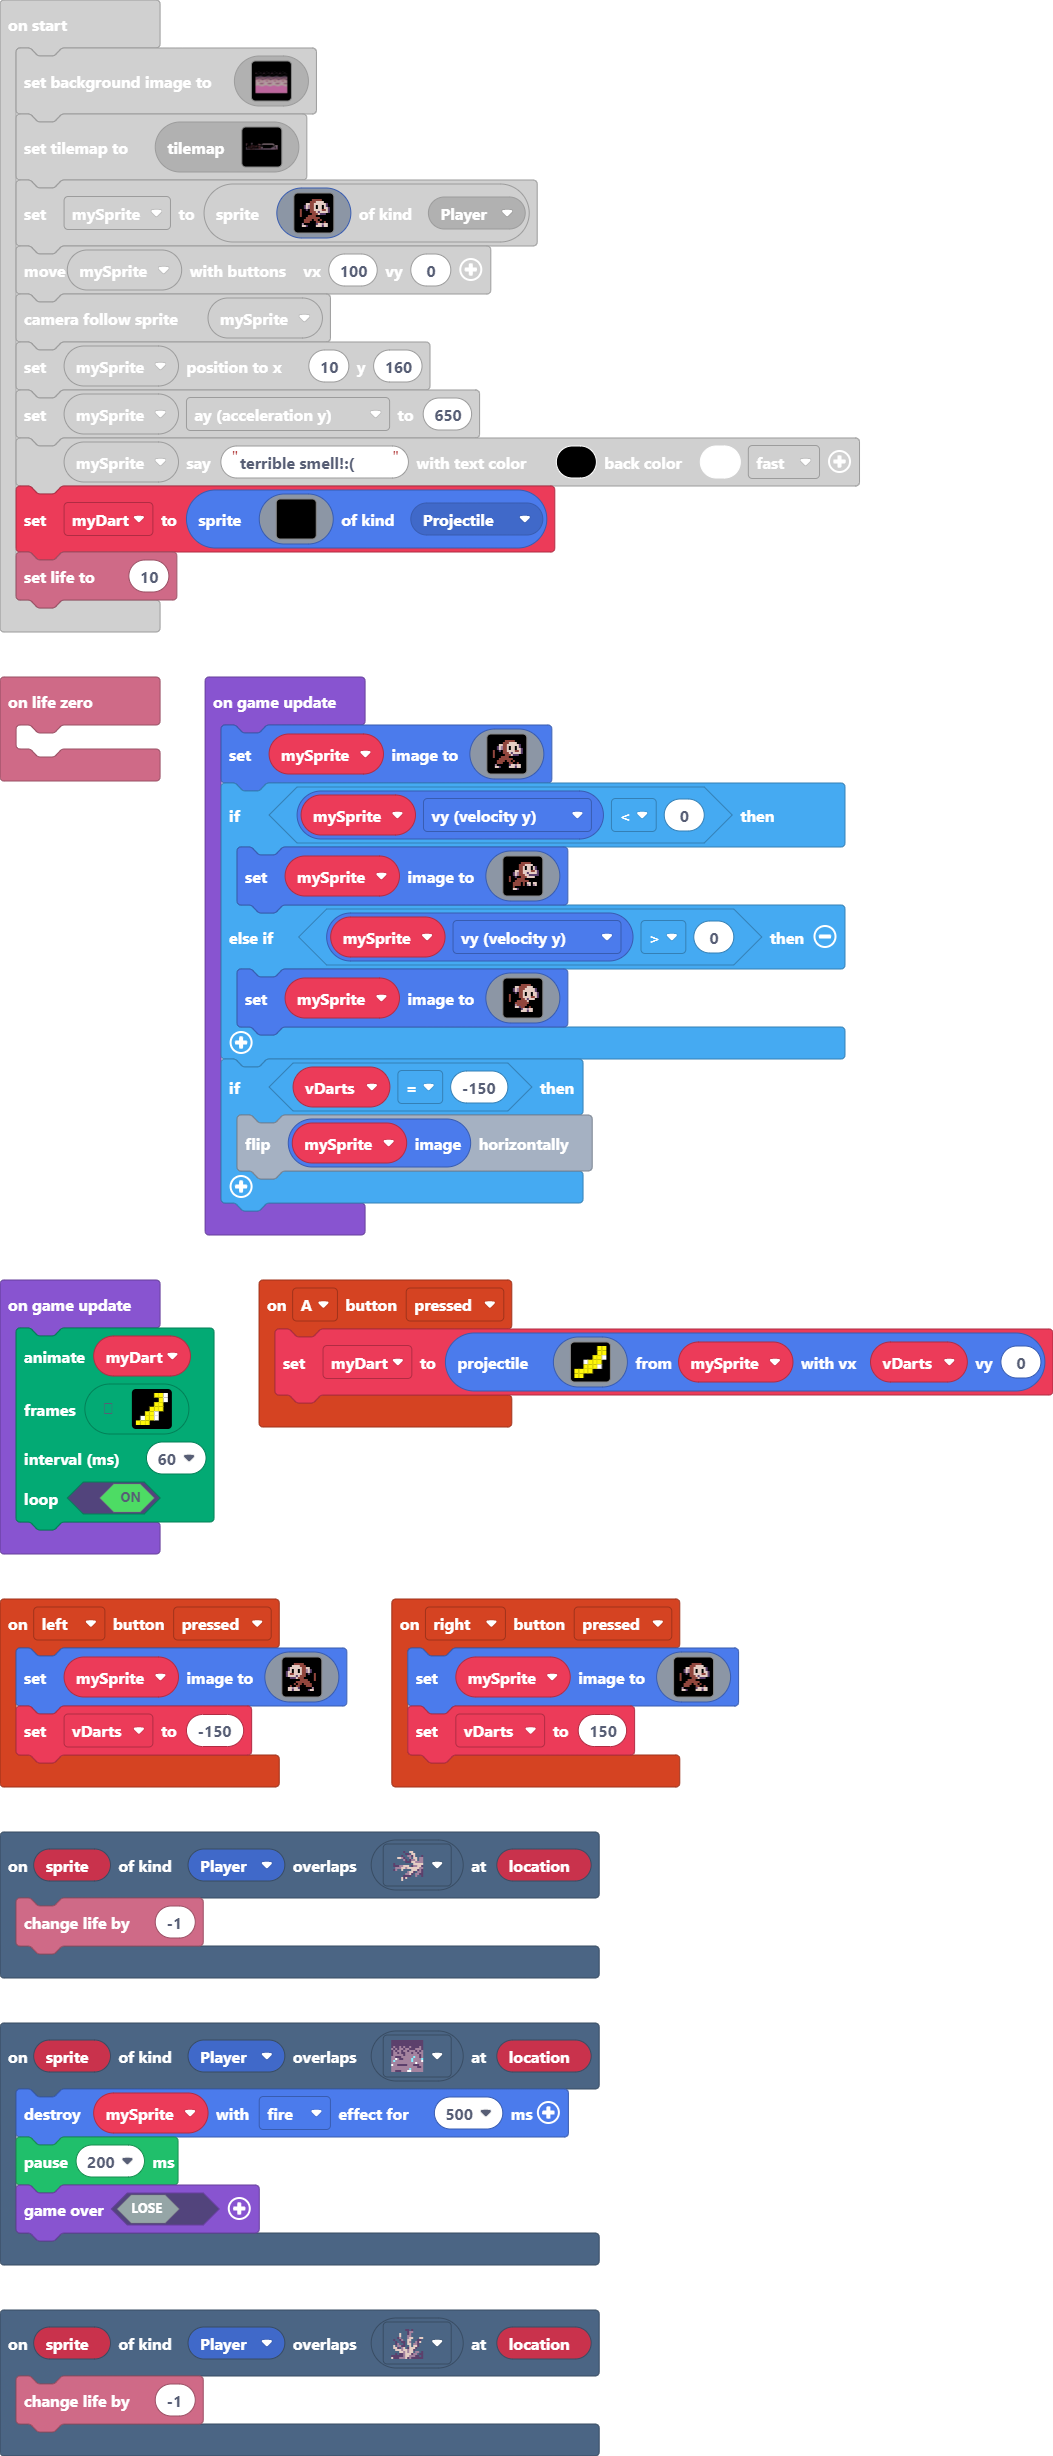 on start
set background image to
set tilemap to tilemap
set mySprite to sprite of kind Player
move mySprite with buttons vx 100 vy 0
camera follow sprite mySprite
set mySprite position to x 10 y 160
set mySprite ay (acceleration y) to 650
mySprite say "terrible smell!:( " with text color back color fast
set myDart to sprite of kind Projectile
set life to 10
on life zero
on game update
set mySprite image to
if mySprite vy (velocity y) < 0 then
set mySprite image to
else if mySprite vy (velocity y) > 0 then
set mySprite image to
if vDarts = -150 then
flip mySprite image horizontally
on game update
animate myDart
frames
interval (ms) 60
loop ON
on A button pressed
set myDart to projectile from mySprite with vx vDarts vy 0
on left button pressed
set mySprite image to
set vDarts to -150
on right button pressed
set mySprite image to
set vDarts to 150
on sprite of kind Player overlaps at location
change life by -1
on sprite of kind Player overlaps at location
destroy mySprite with fire effect for 500 ms
pause 200 ms
game over LOSE
on sprite of kind Player overlaps at location
change life by -1